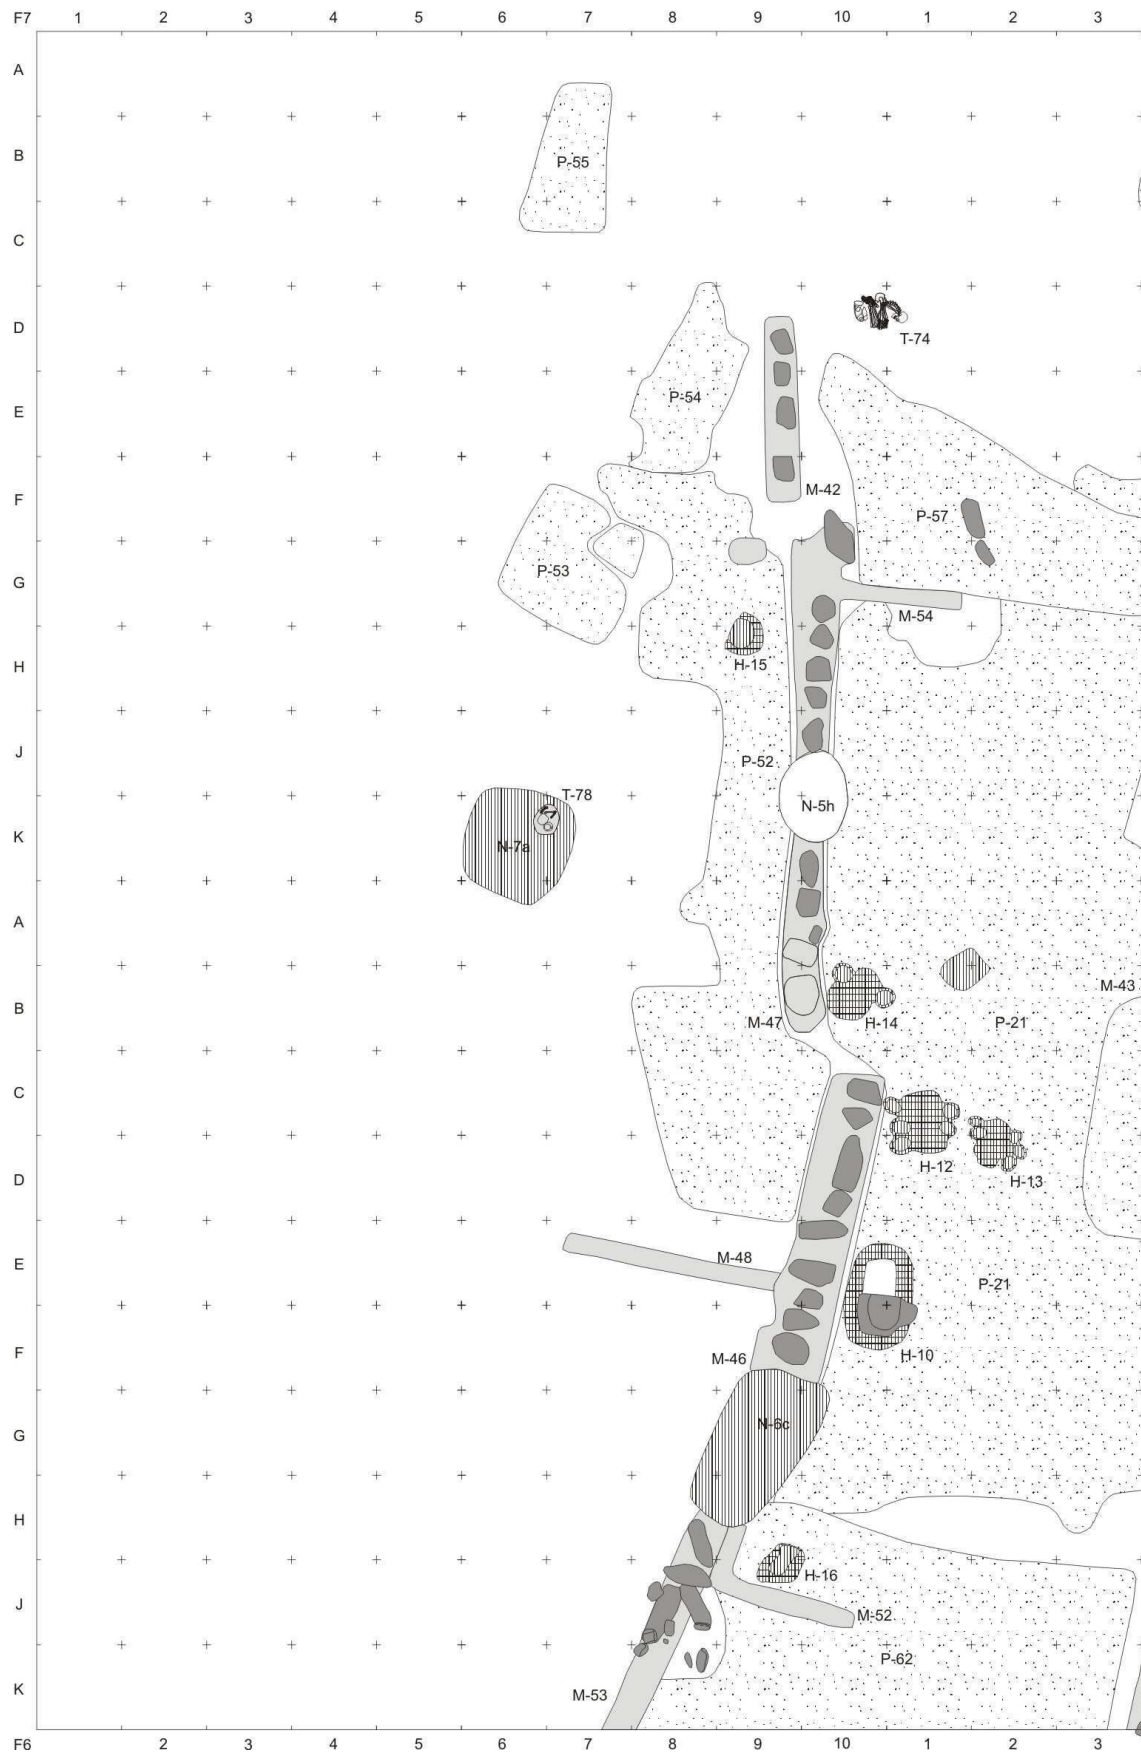 F7 1 2 3 4 5 6 7 8 9 10 1 2 3
A
B
P-55
C
D
T-74
E
P-54
M-42
F
P-57
G
P-53
M-54
H
H-15
J
P-52
T-78
N-5h
K
N-7a
A
M-43
B
M-47
H-14
P-21
C
H-12
D
H-13
E
M-48
P-21
F
M-46
H-10
N-6c
G
H
H-16
J
M-52
P-62
K
M-53
F6 2 3 4 5 6 7 8 9 10 1 2 3